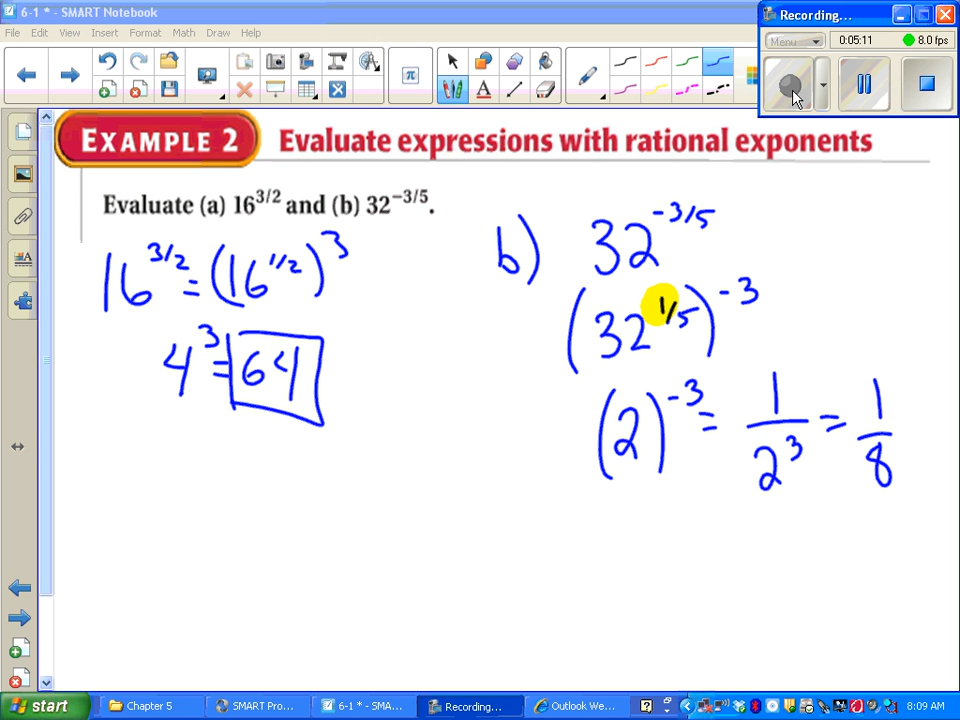 6-1 * - SMART Notebook
File Edit View Insert Format Math Draw Help
Recording...
Menu
00:05:11
8.0 fps
EXAMPLE 2 Evaluate expressions with rational exponents
Evaluate (a) 16^{3/2} and (b) 32^{-3/5}.
16^{3/2} = (16^{1/2})^3
4^3 = 64
b) 32^{-3/5}
(32^{1/5})^{-3}
(2)^{-3} = 1/2^3 = 1/8
start
Chapter 5
SMART Pro...
6-1 * - SMA...
Recording...
Outlook We...
8:09 AM